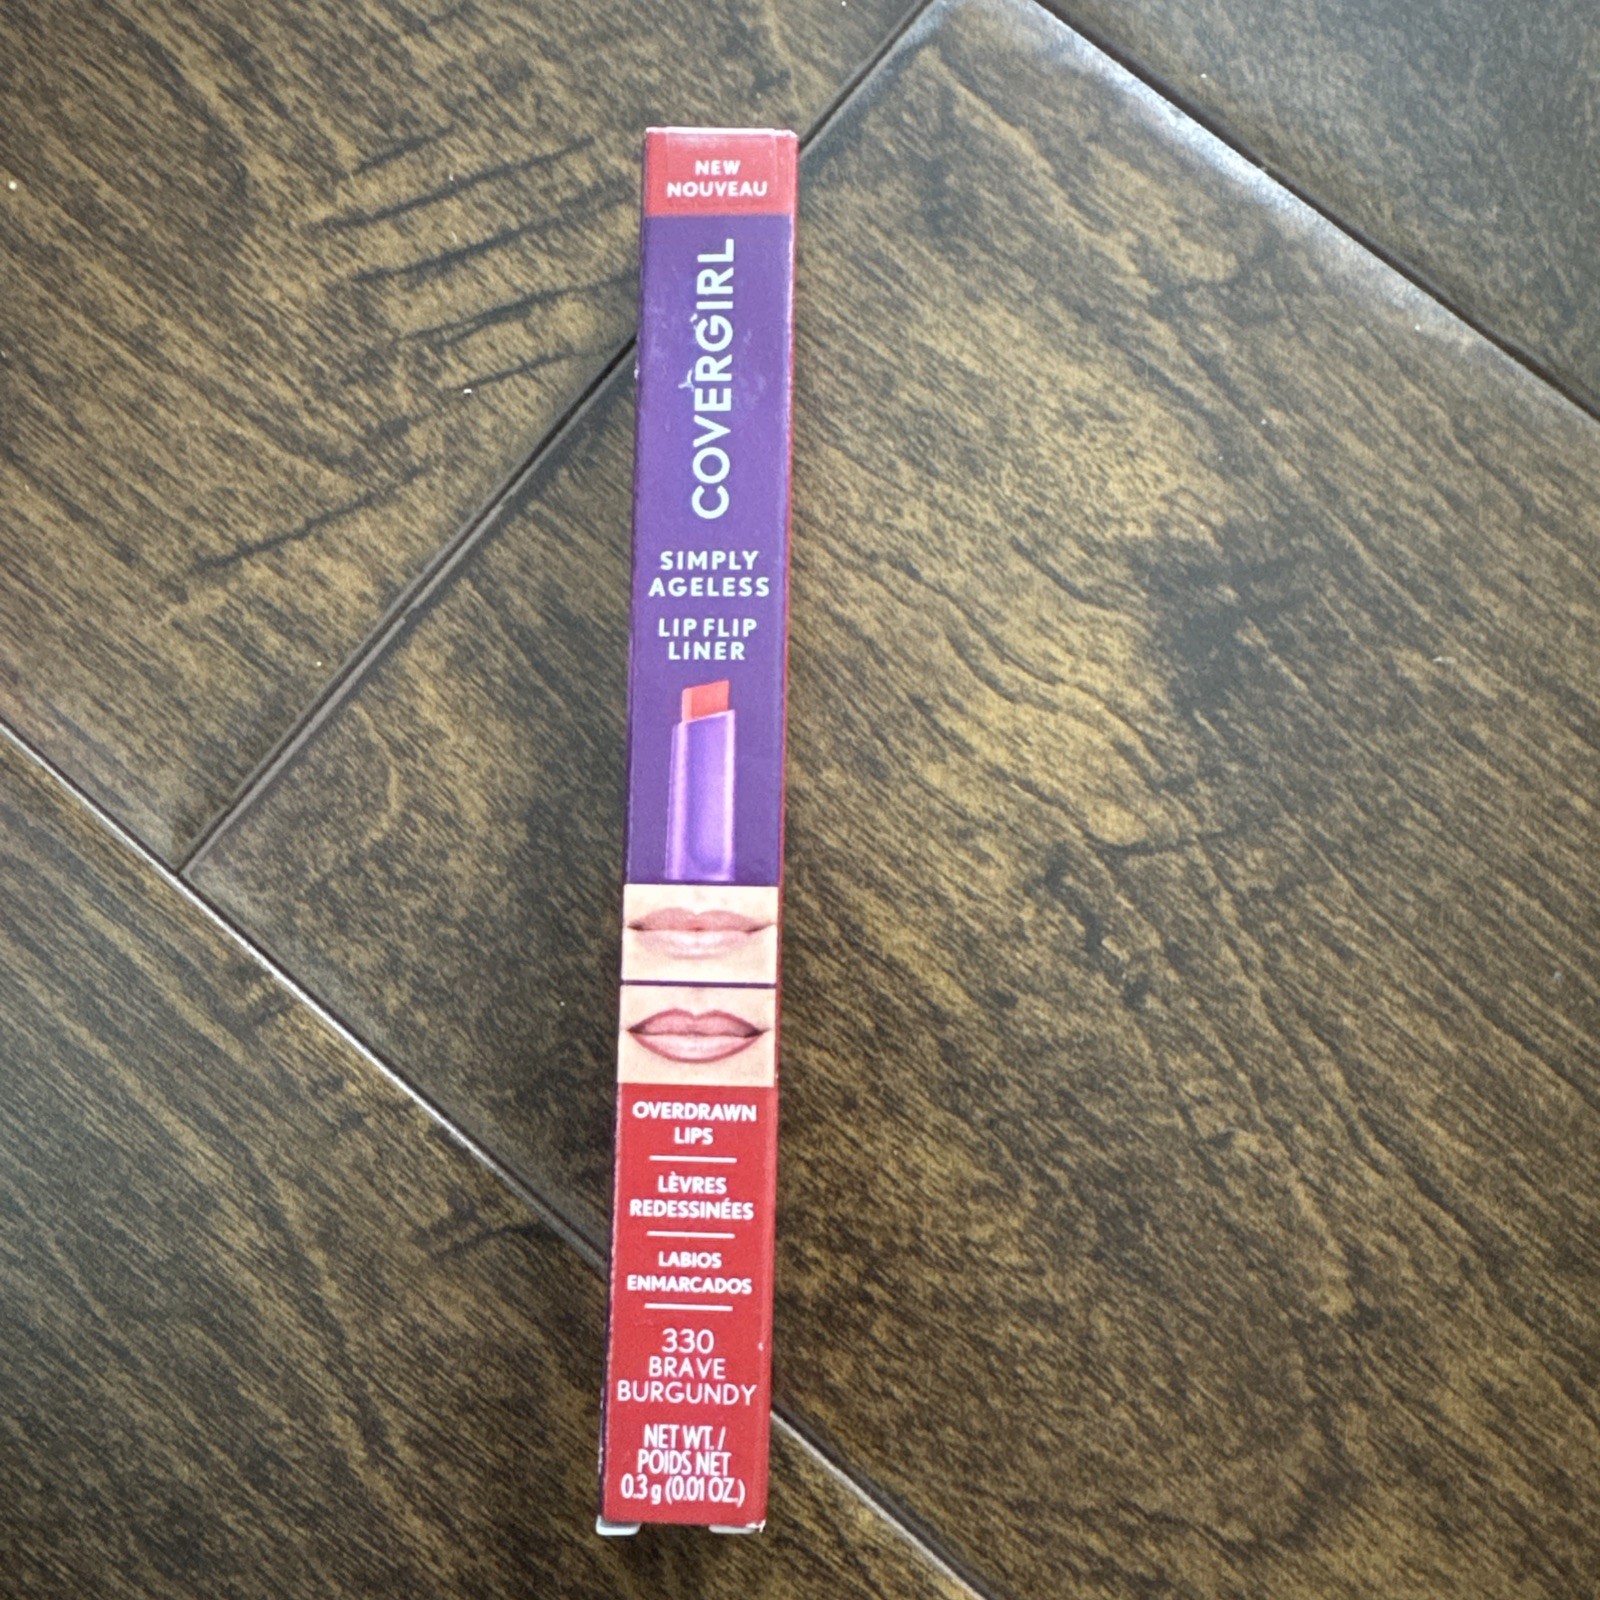 NEW
NOUVEAU
COVERGIRL
SIMPLY
AGELESS
LIP FLIP
LINER
OVERDRAWN
LIPS
LÈVRES
REDESSINÉES
LABIOS
ENMARCADOS
330
BRAVE
BURGUNDY
NET WT. /
POIDS NET
0.3 g (0.01 OZ.)